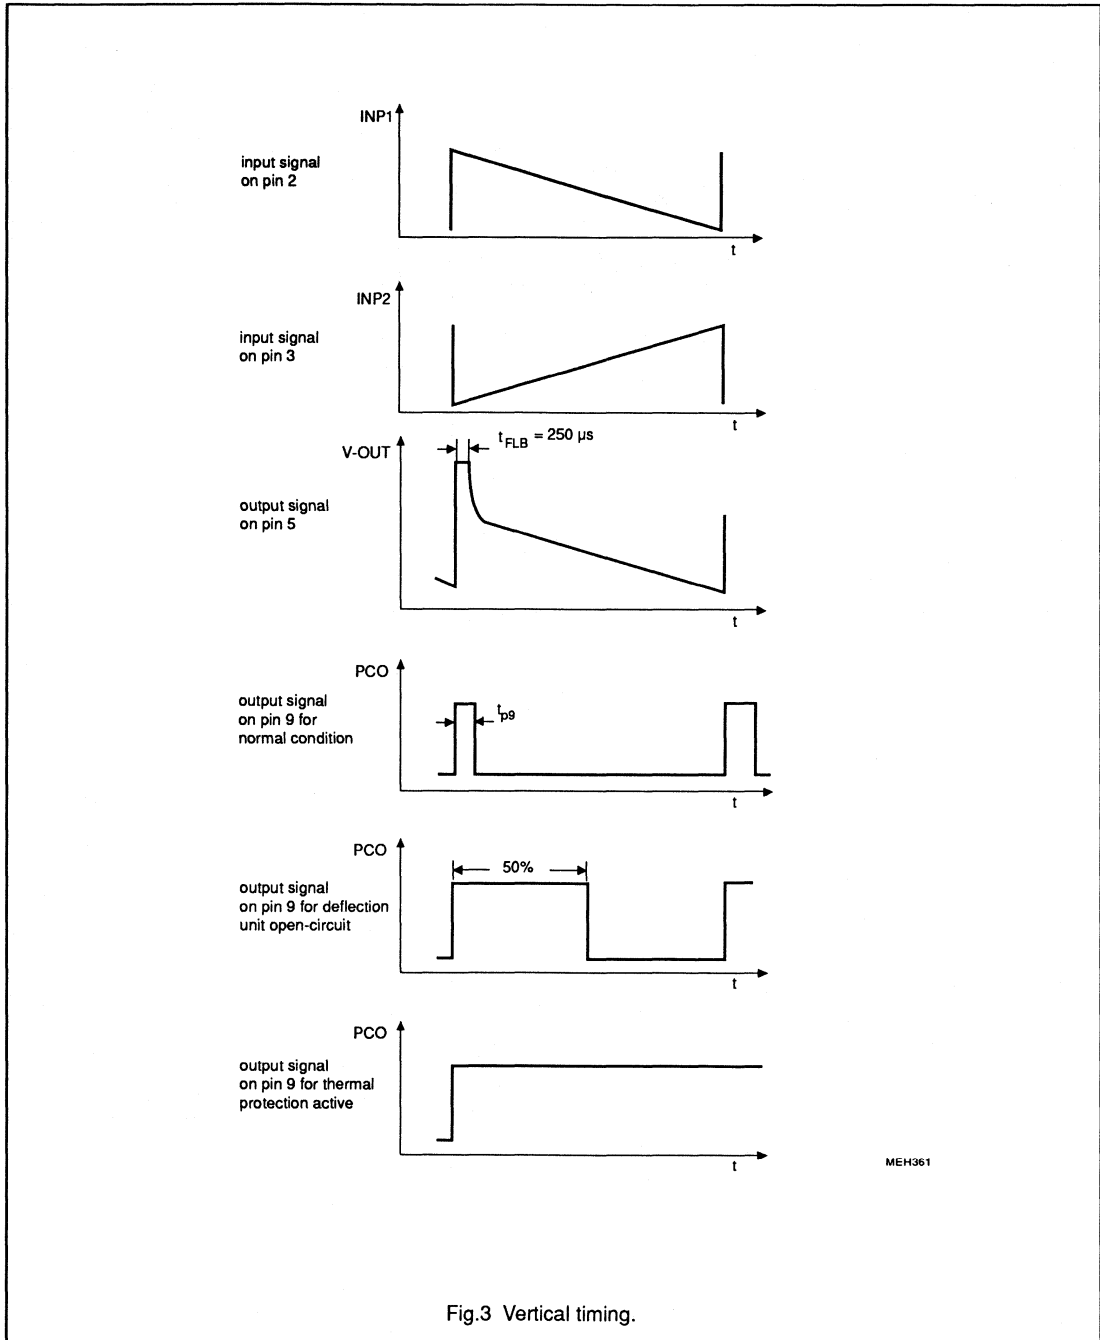 INP1
input signal
on pin 2
t
INP2
input signal
on pin 3
t
t FLB = 250 µs
V-OUT
output signal
on pin 5
t
PCO
output signal
on pin 9 for
normal condition
tp9
t
PCO
50%
output signal
on pin 9 for deflection
unit open-circuit
t
PCO
output signal
on pin 9 for thermal
protection active
t
MEH361
Fig.3 Vertical timing.